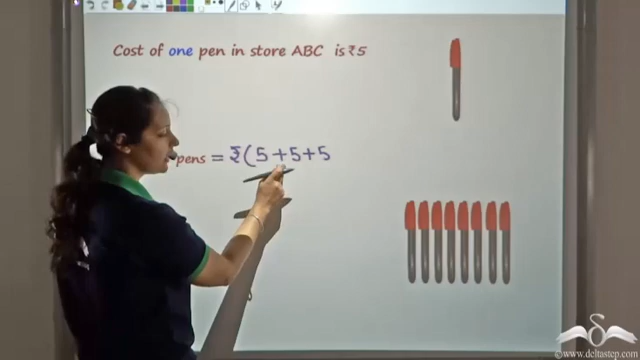 Cost of one pen in store ABC is ₹5
pens = ₹(5+5+5
©www.deltastep.com